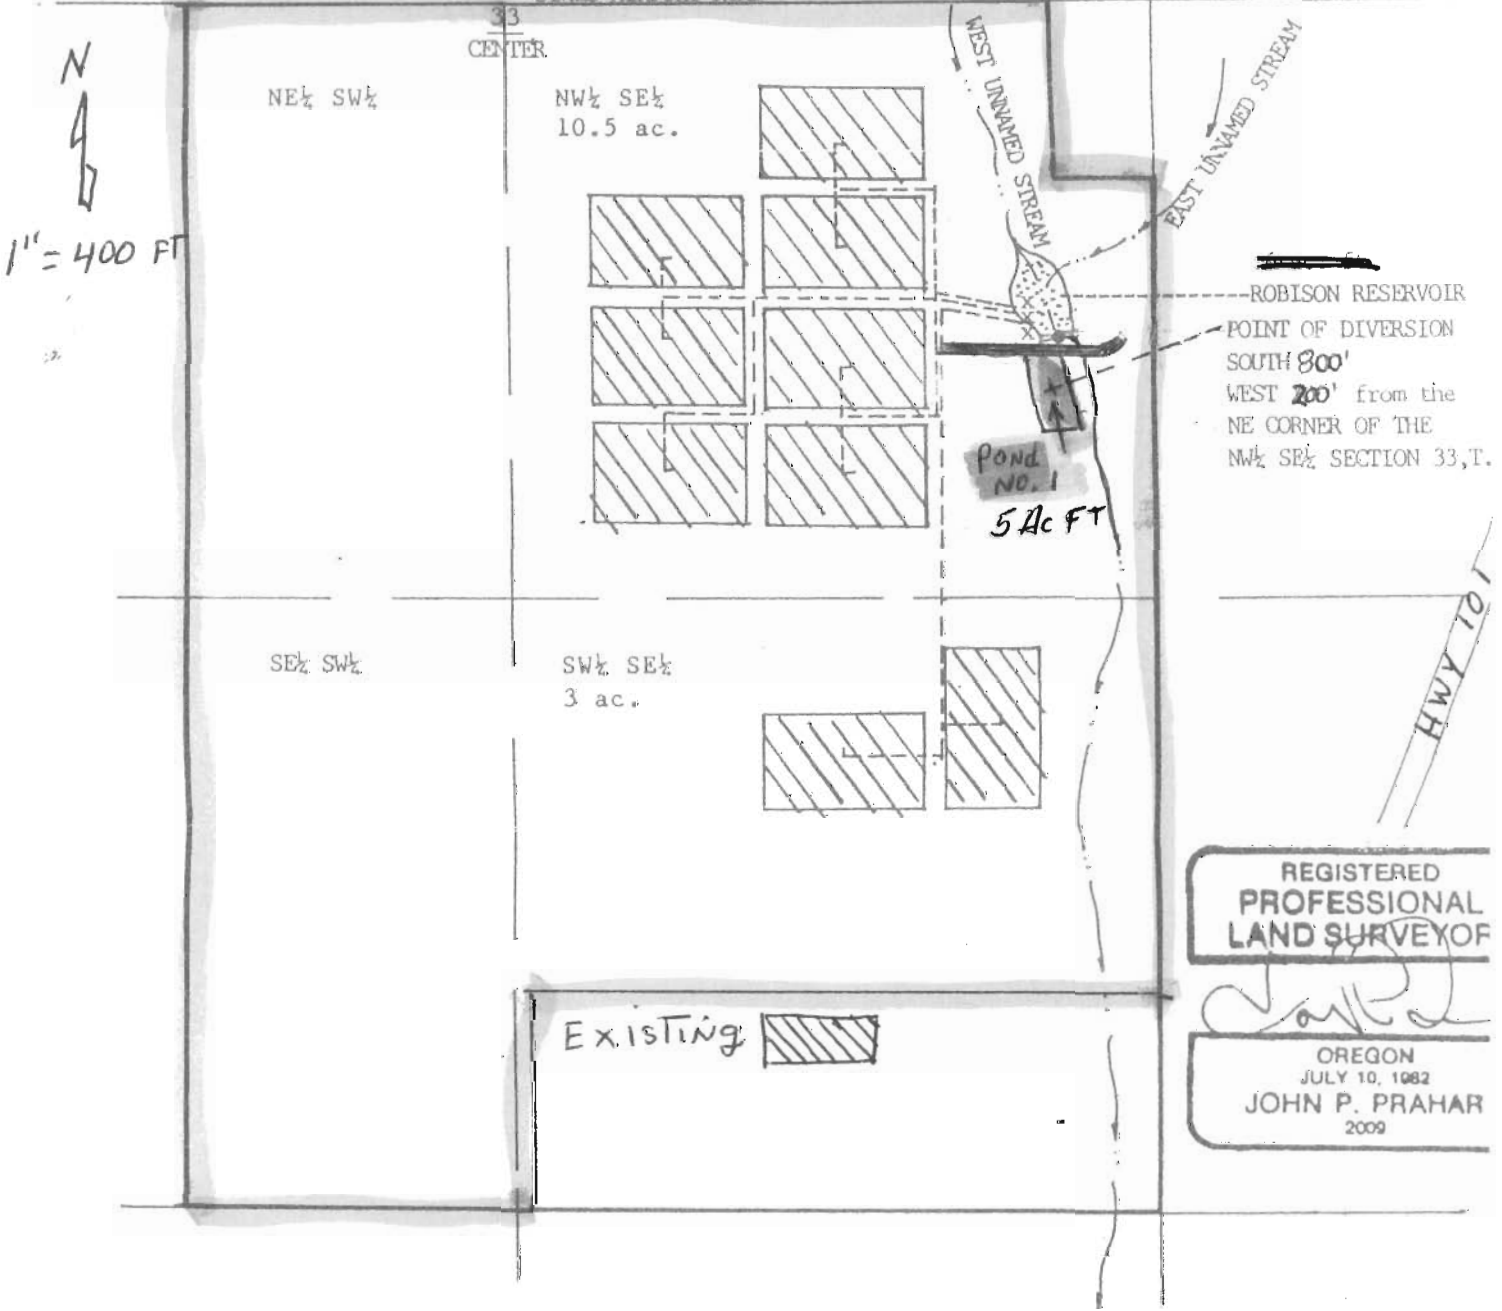 33
CENTER
N
1" = 400 FT
NE¼ SW¼
NW¼ SE¼
10.5 ac.
WEST UNNAMED STREAM
EAST UNNAMED STREAM
ROBISON RESERVOIR
POINT OF DIVERSION
SOUTH 800'
WEST 200' from the
NE CORNER OF THE
NW¼ SE¼ SECTION 33,T.
POND
NO. 1
5 Ac FT
HWY 101
SE¼ SW¼
SW¼ SE¼
3 ac.
EXISTING
REGISTERED
PROFESSIONAL
LAND SURVEYOR
OREGON
JULY 10, 1982
JOHN P. PRAHAR
2009